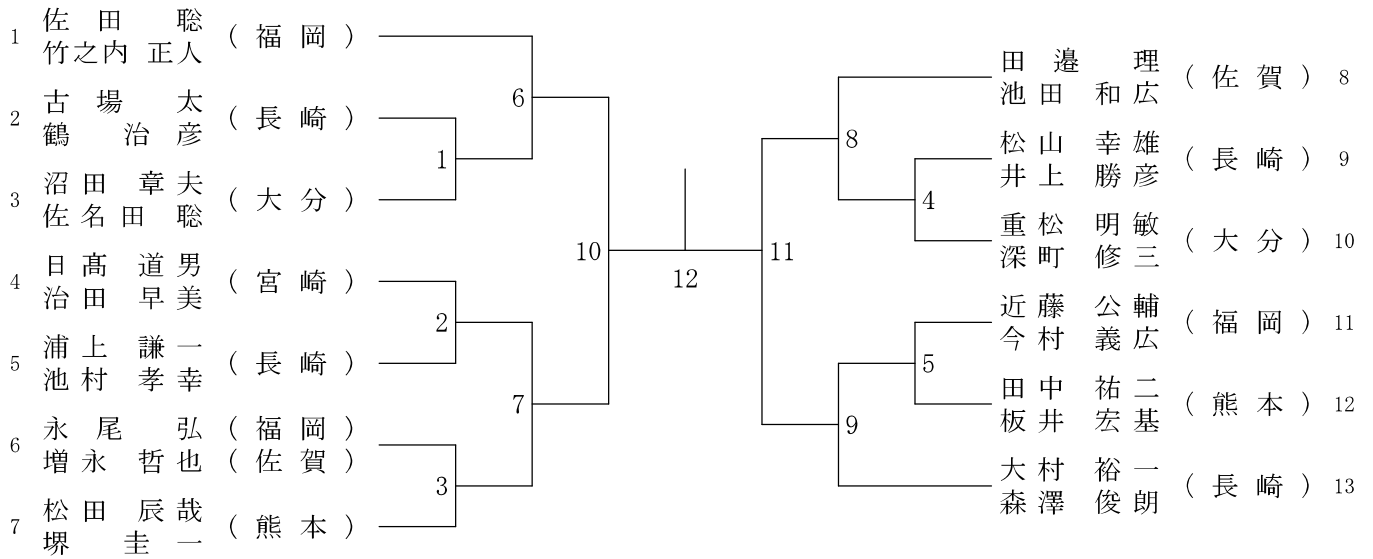 1 佐田 聡 (福岡)
竹之内 正人
2 古場 太 (長崎)
鶴 治彦
3 沼田 章夫 (大分)
佐名田 聡
4 日髙 道男 (宮崎)
治田 早美
5 浦上 謙一 (長崎)
池村 孝幸
6 永尾 弘 (福岡)
増永 哲也 (佐賀)
7 松田 辰哉 (熊本)
堺 圭一
6
1
10
2
7
3
12
8
11
4
5
9
田邉 理 (佐賀) 8
池田 和広
松山 幸雄 (長崎) 9
井上 勝彦
重松 明敏 (大分) 10
深町 修三
近藤 公輔 (福岡) 11
今村 義広
田中 祐二 (熊本) 12
板井 宏基
大村 裕一 (長崎) 13
森澤 俊朗